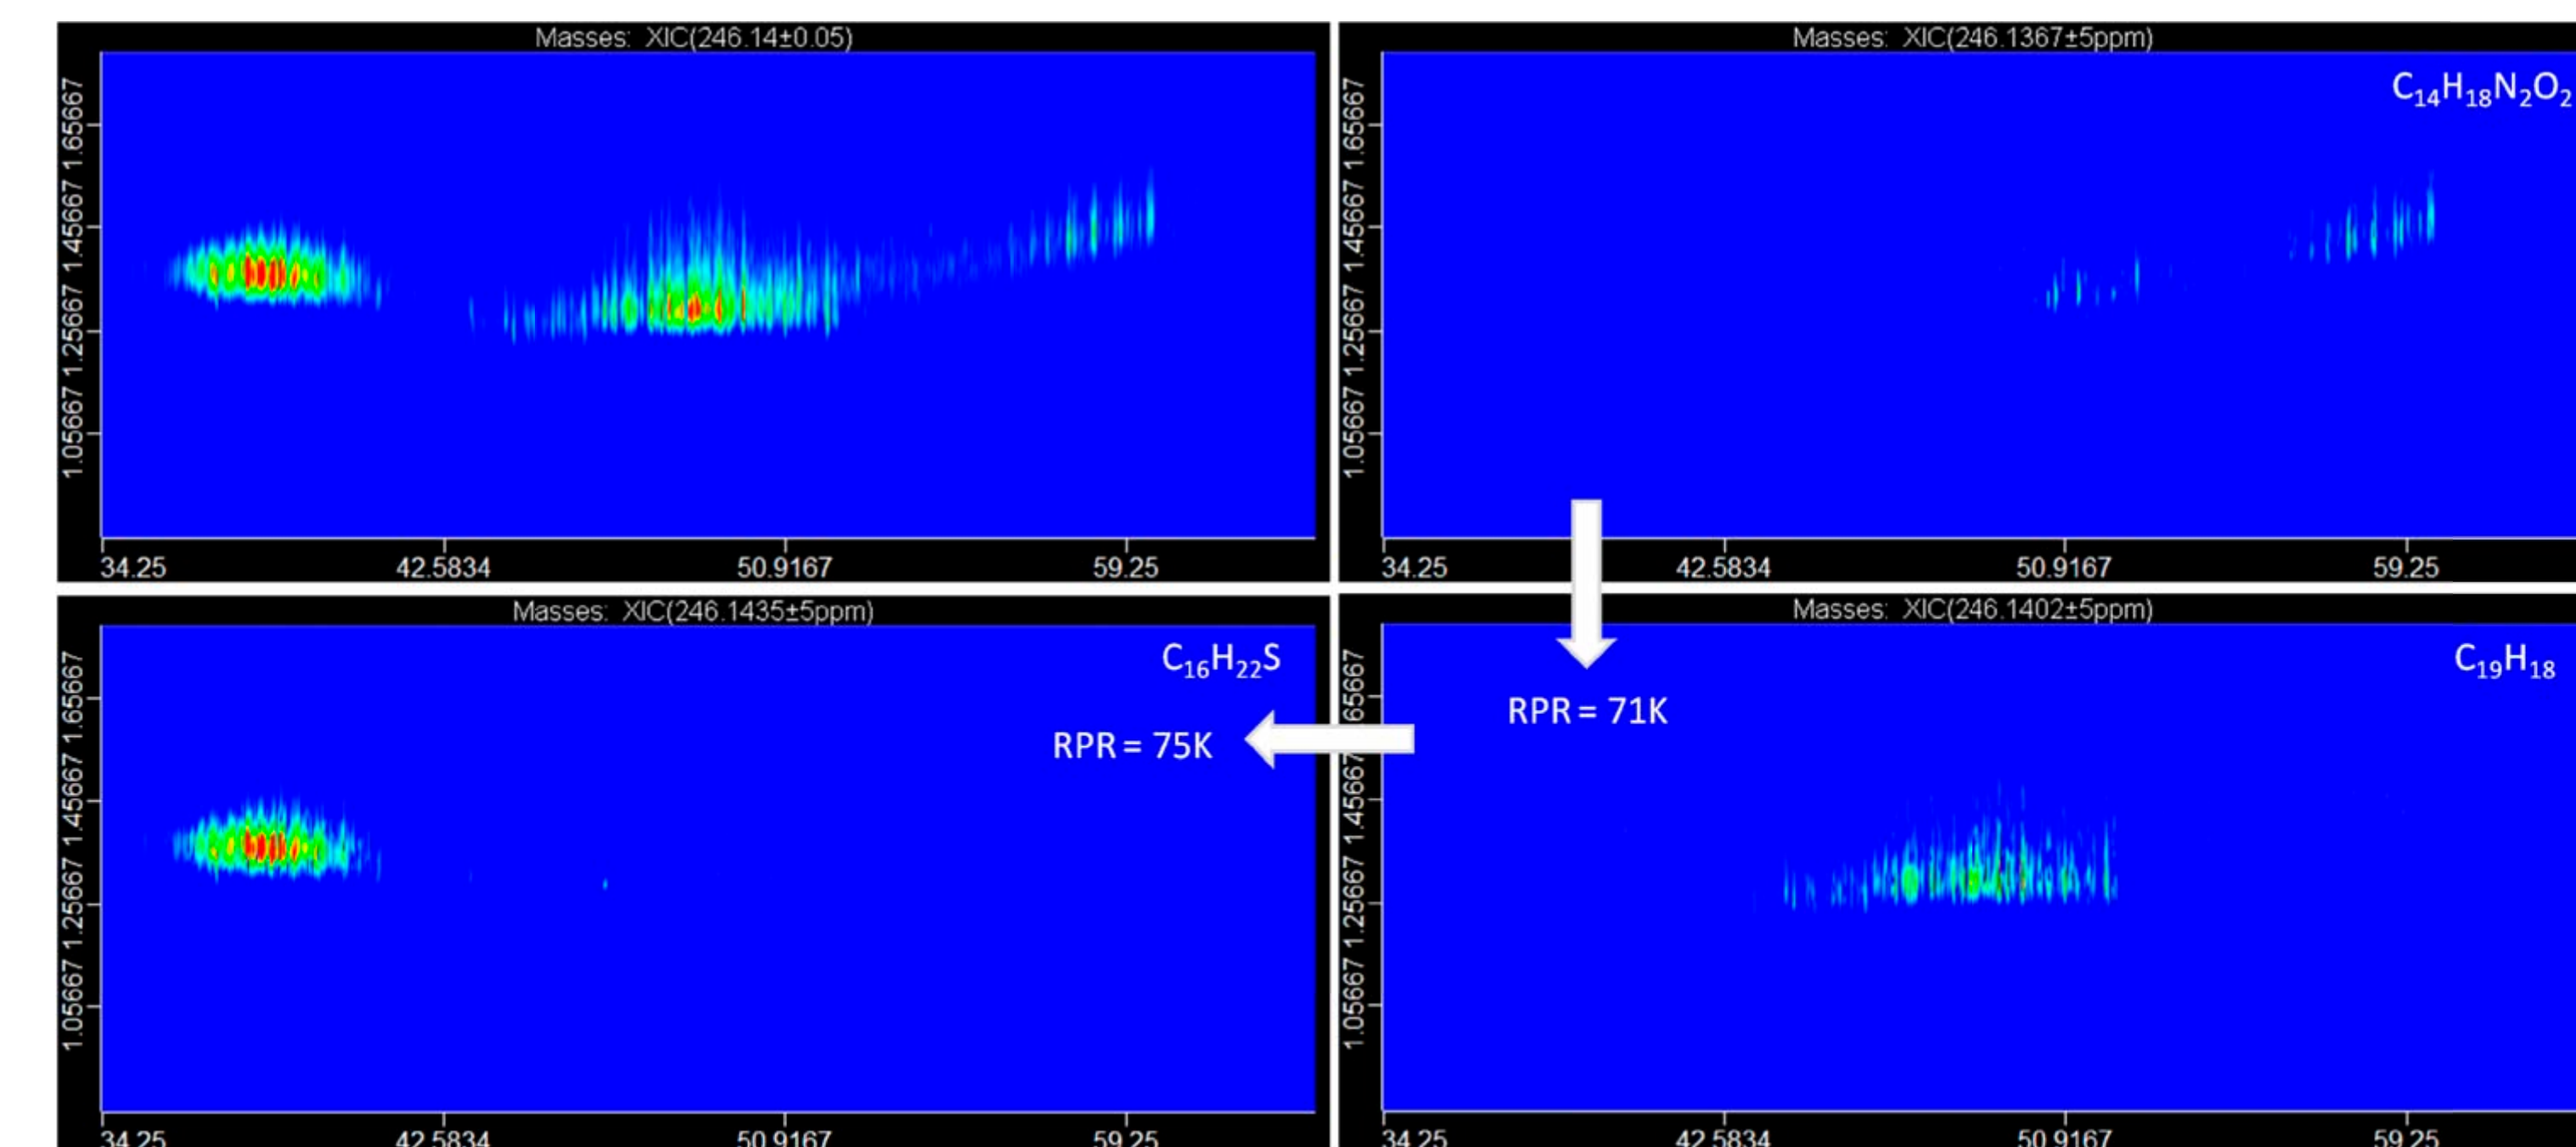 Masses: XIC(246.14±0.05)
1.65667
1.45667
1.25667
1.05667
34.25 42.5834 50.9167 59.25
Masses: XIC(246.1367±5ppm)
C₁₄H₁₈N₂O₂
1.65667
1.45667
1.25667
1.05667
34.25 42.5834 50.9167 59.25
Masses: XIC(246.1435±5ppm)
C₁₆H₂₂S
RPR = 75K
1.65667
1.45667
1.25667
1.05667
34.25 42.5834 50.9167 59.25
Masses: XIC(246.1402±5ppm)
C₁₉H₁₈
RPR = 71K
65667
1.45667
1.25667
1.05667
34.25 42.5834 50.9167 59.25